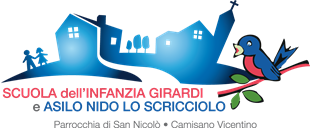 SCUOLA dell'INFANZIA GIRARDI
e ASILO NIDO LO SCRICCIOLO
Parrocchia di San Nicolò • Camisano Vicentino